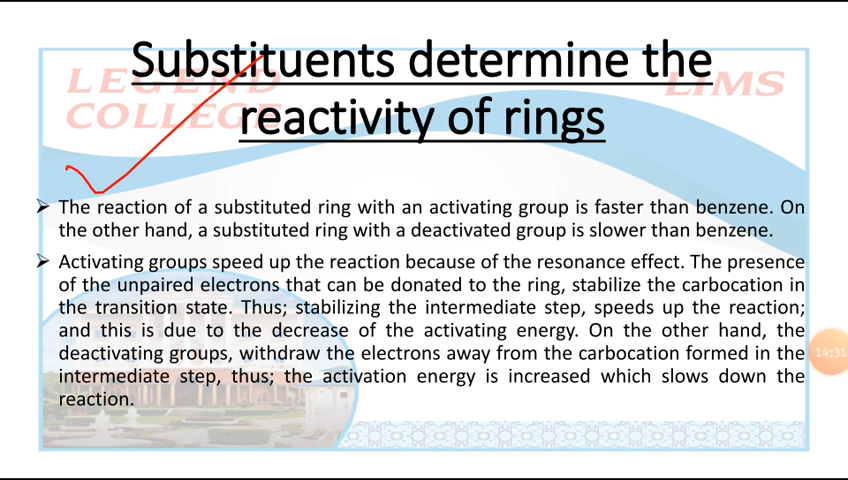 Substituents determine the
reactivity of rings
LEGEND
COLLEGE
LIMS
➢ The reaction of a substituted ring with an activating group is faster than benzene. On
the other hand, a substituted ring with a deactivated group is slower than benzene.
➢ Activating groups speed up the reaction because of the resonance effect. The presence
of the unpaired electrons that can be donated to the ring, stabilize the carbocation in
the transition state. Thus; stabilizing the intermediate step, speeds up the reaction;
and this is due to the decrease of the activating energy. On the other hand, the
deactivating groups, withdraw the electrons away from the carbocation formed in the
intermediate step, thus; the activation energy is increased which slows down the
reaction.
14:31